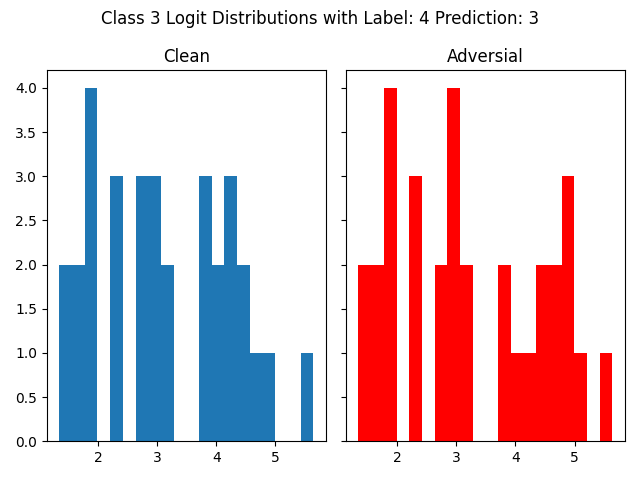 Class 3 Logit Distributions with Label: 4 Prediction: 3
Clean
Adversial
4.0
3.5
3.0
2.5
2.0
1.5
1.0
0.5
0.0
2 3 4 5
2 3 4 5